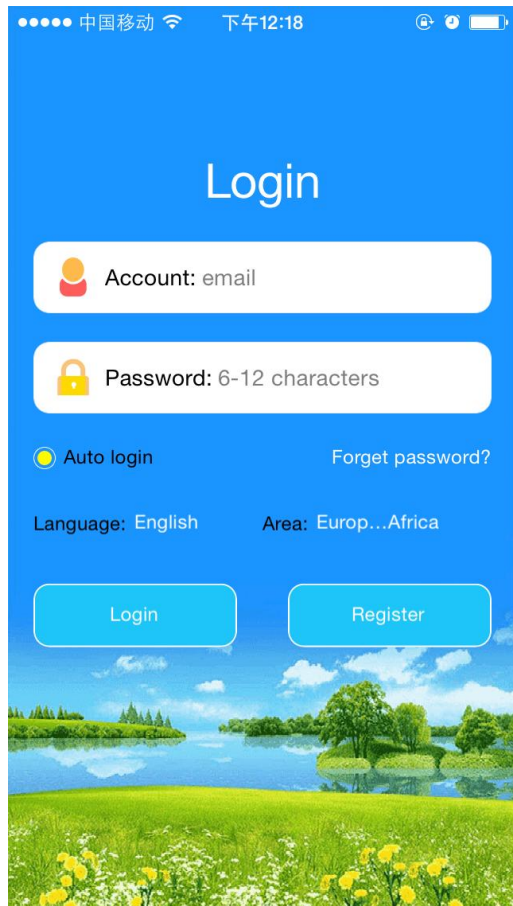 中国移动 下午12:18
Login
Account: email
Password: 6-12 characters
Auto login Forget password?
Language: English Area: Europ...Africa
Login Register